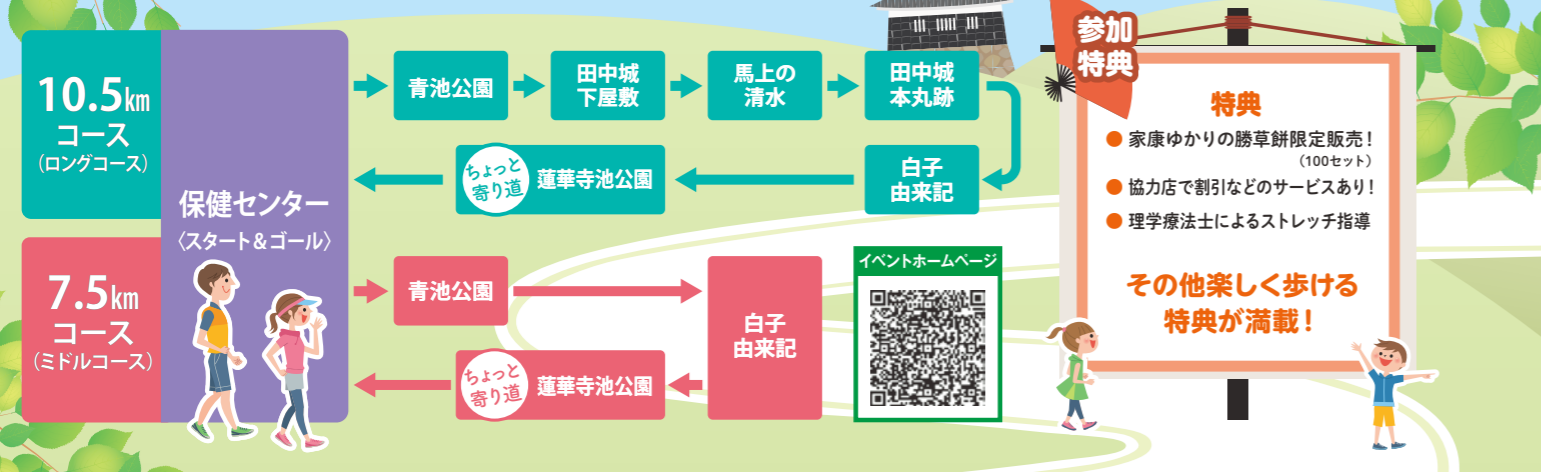 10.5km
コース
(ロングコース)
保健センター
〈スタート＆ゴール〉
青池公園
田中城
下屋敷
馬上の
清水
田中城
本丸跡
白子
由来記
ちょっと
寄り道
蓮華寺池公園
7.5km
コース
(ミドルコース)
青池公園
白子
由来記
ちょっと
寄り道
蓮華寺池公園
イベントホームページ
参加
特典
特典
● 家康ゆかりの勝草餅限定販売！
(100セット)
● 協力店で割引などのサービスあり！
● 理学療法士によるストレッチ指導
その他楽しく歩ける
特典が満載！